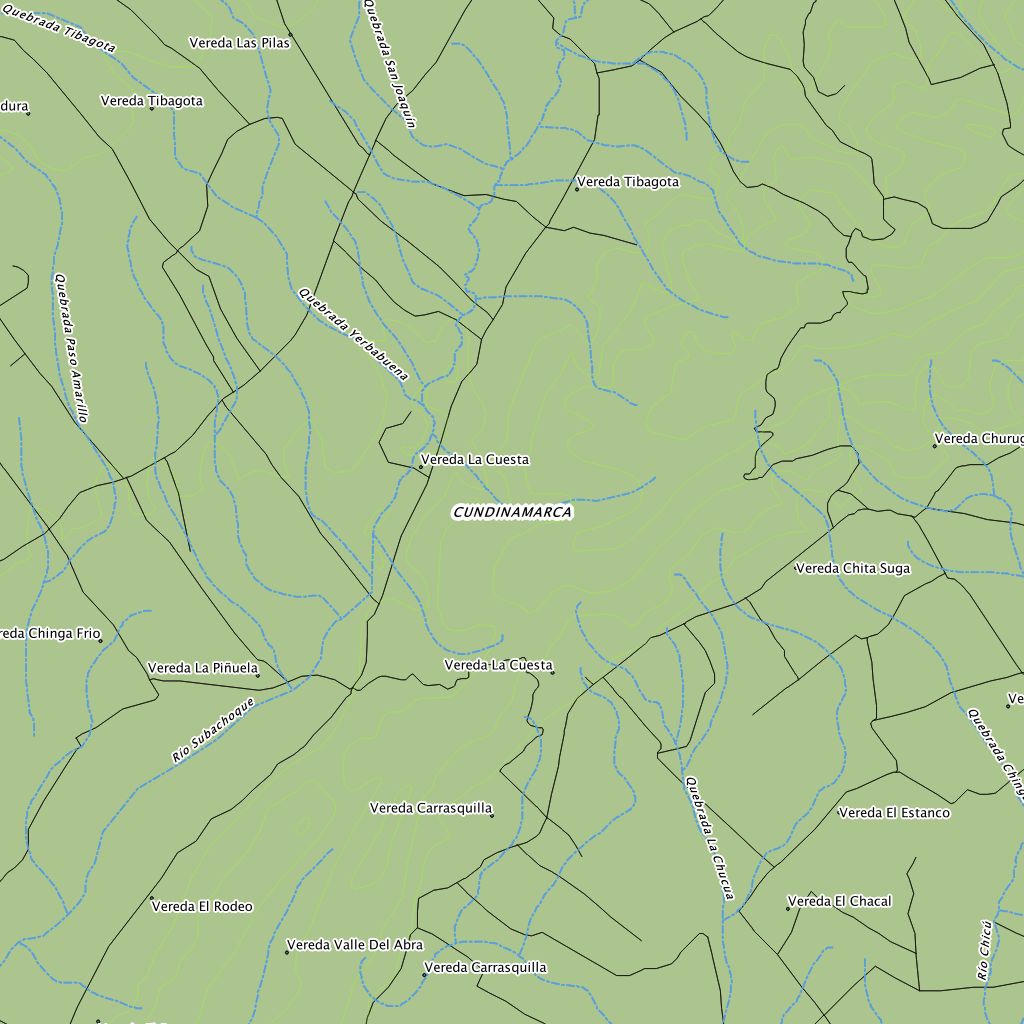 Quebrada Tibagota
Vereda Las Pilas
Quebrada San Joaquín
Vereda Tibagota
dura
Vereda Tibagota
Quebrada Paso Amarillo
Quebrada Yerbabuena
Vereda Churug
Vereda La Cuesta
CUNDINAMARCA
Vereda Chita Suga
reda Chinga Frio
Vereda La Piñuela
Vereda La Cuesta
Ve
Río Subachoque
Quebrada Ching
Quebrada La Chucua
Vereda Carrasquilla
Vereda El Estanco
Vereda El Rodeo
Vereda El Chacal
Vereda Valle Del Abra
Río Chicú
Vereda Carrasquilla